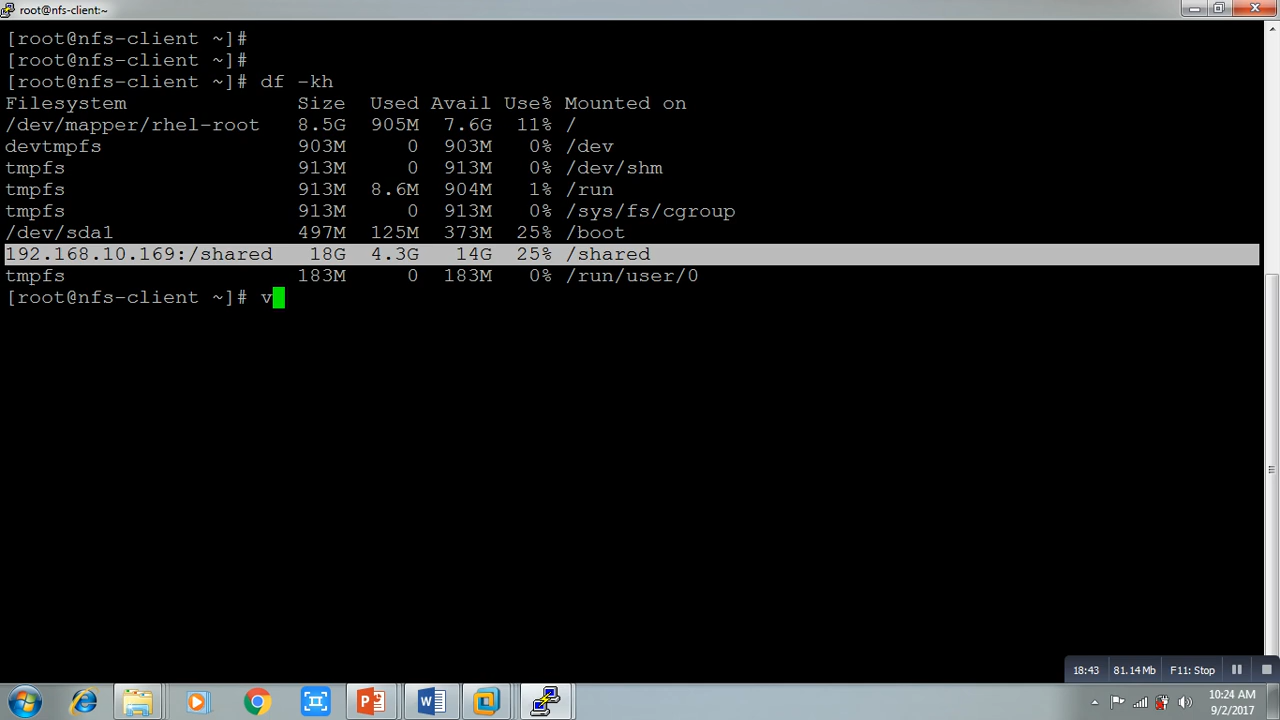 root@nfs-client:~
[root@nfs-client ~]#
[root@nfs-client ~]#
[root@nfs-client ~]# df -kh
Filesystem Size Used Avail Use% Mounted on
/dev/mapper/rhel-root 8.5G 905M 7.6G 11% /
devtmpfs 903M 0 903M 0% /dev
tmpfs 913M 0 913M 0% /dev/shm
tmpfs 913M 8.6M 904M 1% /run
tmpfs 913M 0 913M 0% /sys/fs/cgroup
/dev/sda1 497M 125M 373M 25% /boot
192.168.10.169:/shared 18G 4.3G 14G 25% /shared
tmpfs 183M 0 183M 0% /run/user/0
[root@nfs-client ~]# v
18:43 81.14 Mb F11: Stop
10:24 AM
9/2/2017